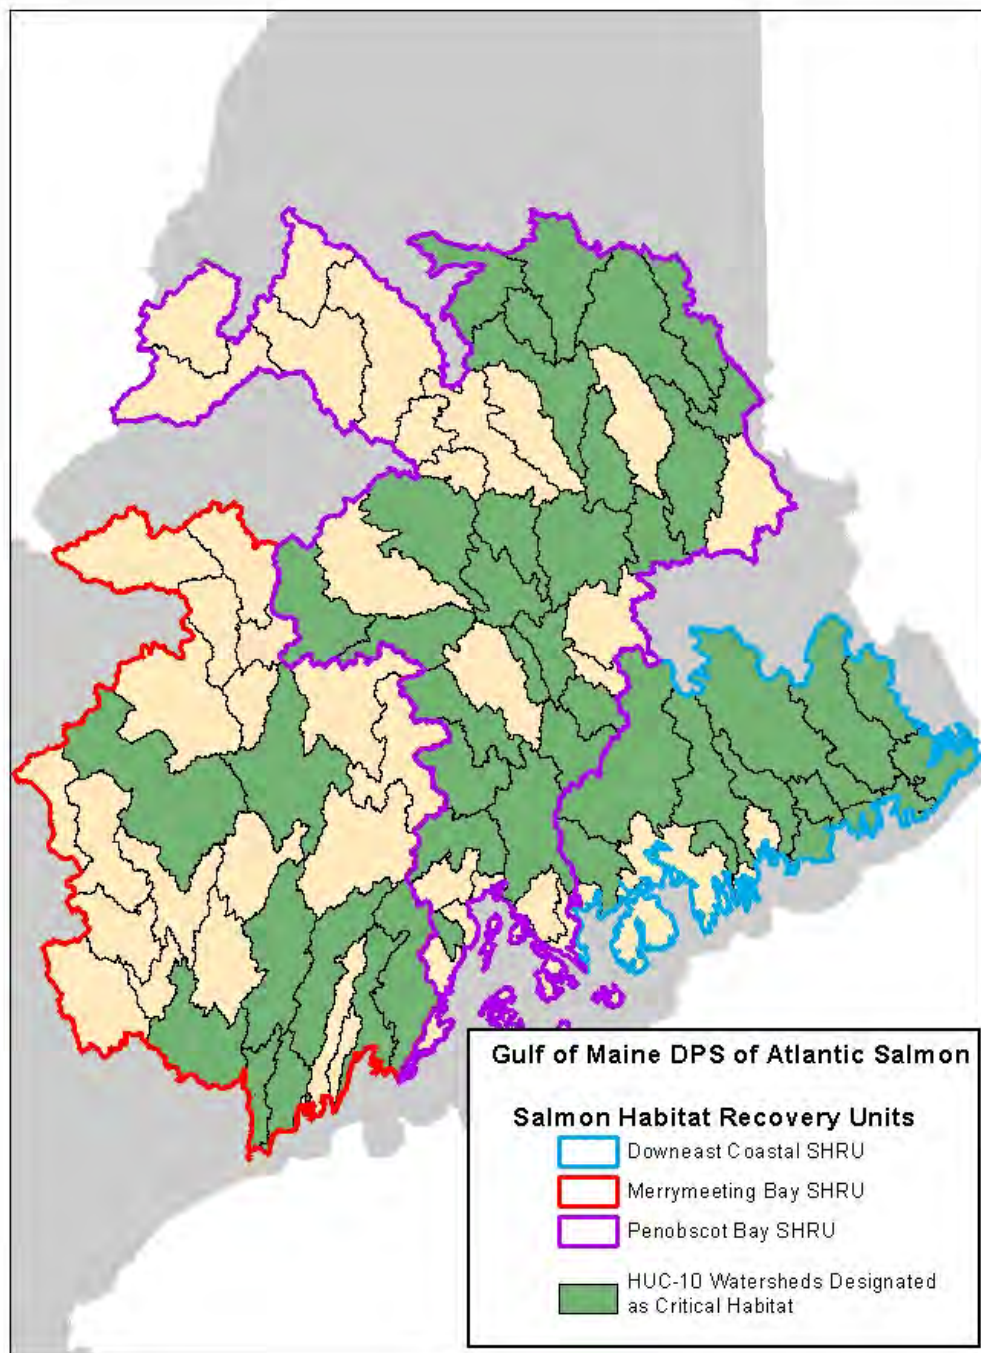 Gulf of Maine DPS of Atlantic Salmon
Salmon Habitat Recovery Units
Downeast Coastal SHRU
Merrymeeting Bay SHRU
Penobscot Bay SHRU
HUC-10 Watersheds Designated
as Critical Habitat